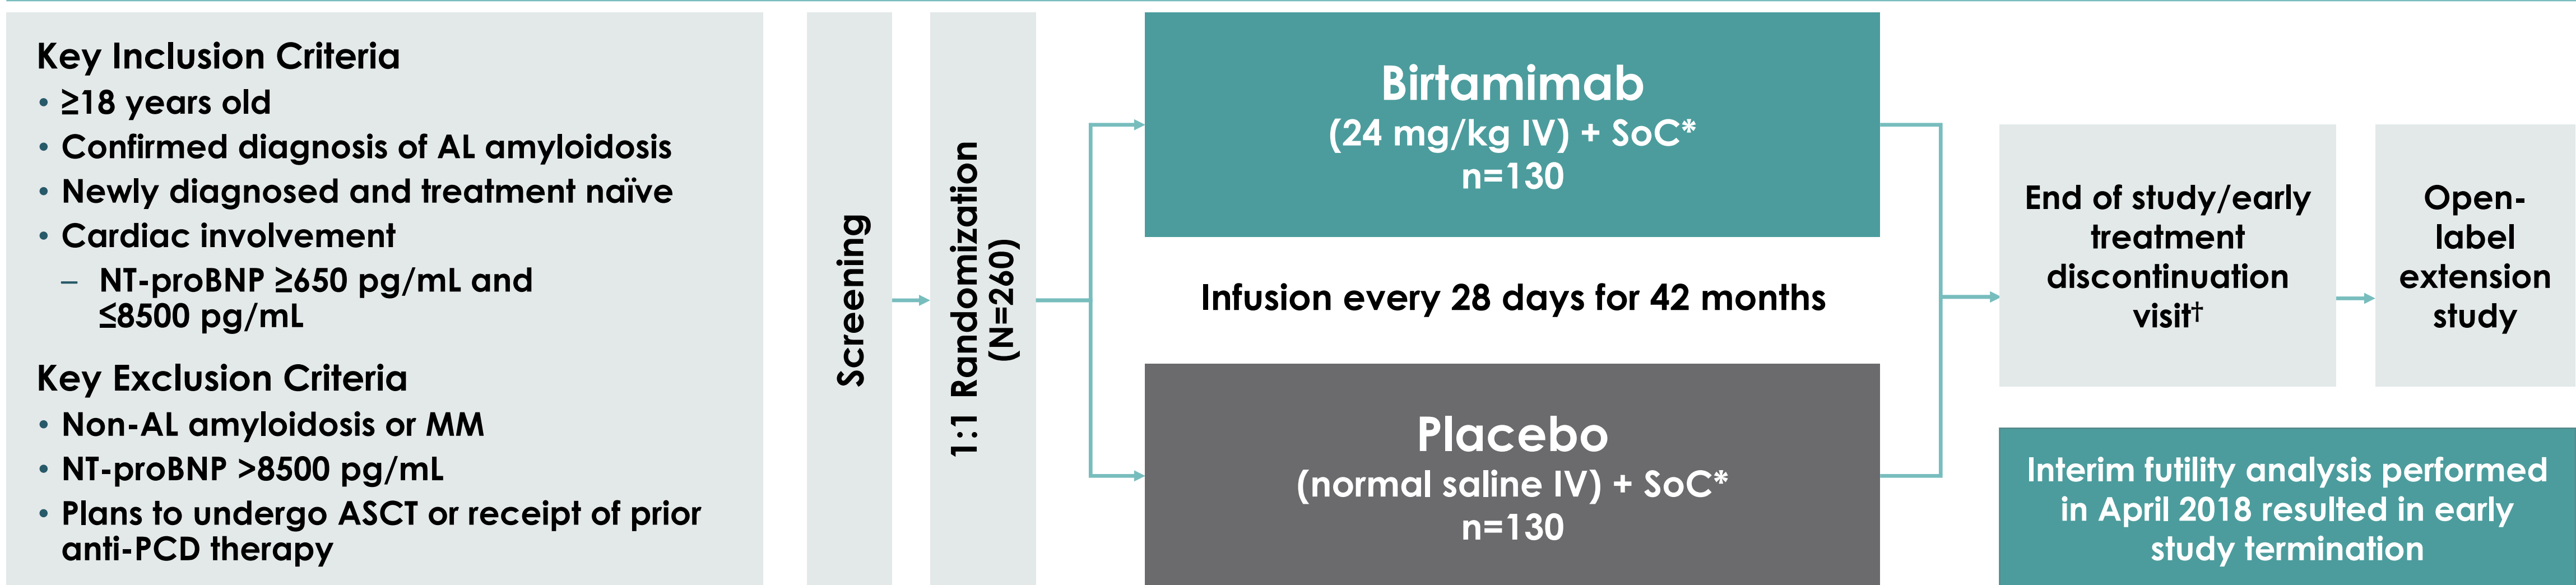 Key Inclusion Criteria
• ≥18 years old
• Confirmed diagnosis of AL amyloidosis
• Newly diagnosed and treatment naïve
• Cardiac involvement
– NT-proBNP ≥650 pg/mL and
≤8500 pg/mL
Key Exclusion Criteria
• Non-AL amyloidosis or MM
• NT-proBNP >8500 pg/mL
• Plans to undergo ASCT or receipt of prior
anti-PCD therapy
Screening
1:1 Randomization
(N=260)
Birtamimab
(24 mg/kg IV) + SoC*
n=130
Infusion every 28 days for 42 months
Placebo
(normal saline IV) + SoC*
n=130
End of study/early
treatment
discontinuation
visit†
Open-
label
extension
study
Interim futility analysis performed
in April 2018 resulted in early
study termination